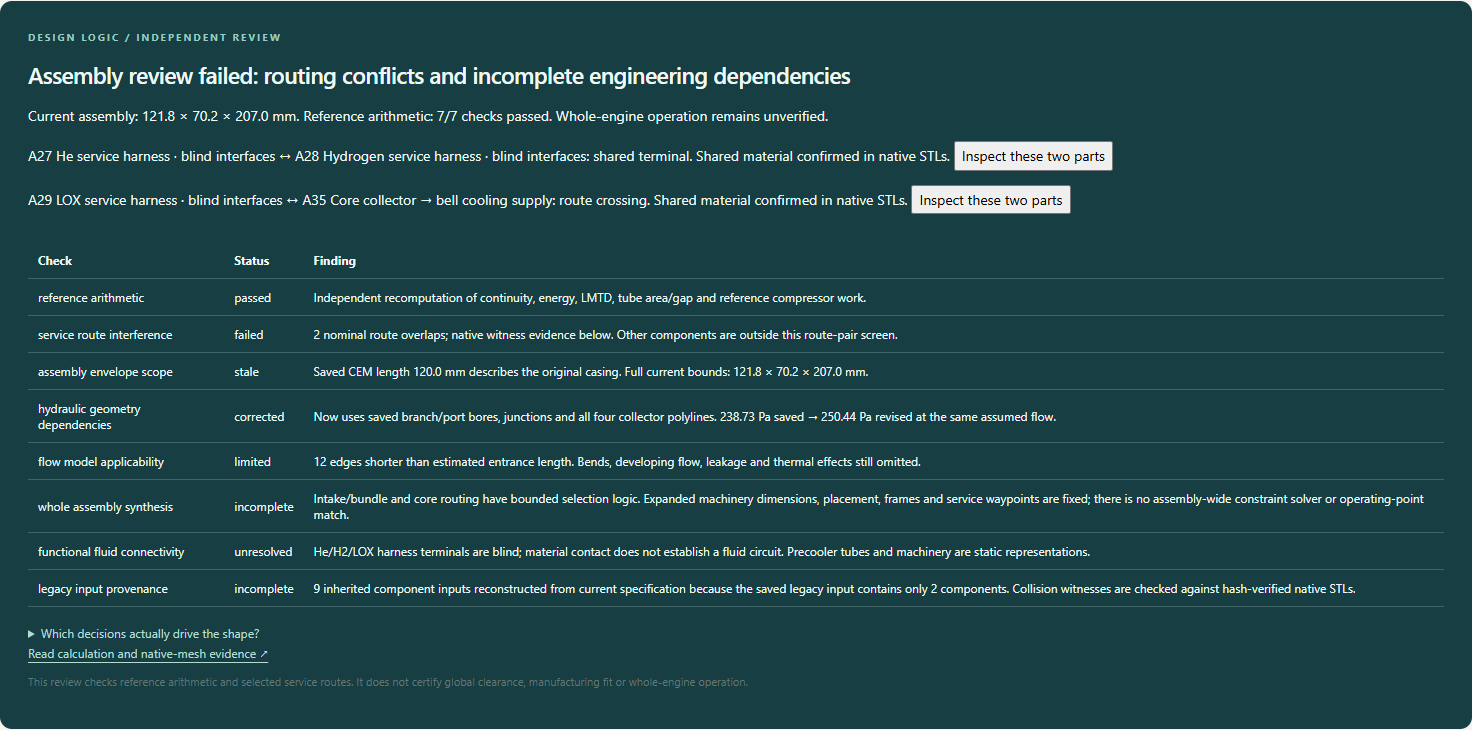 DESIGN LOGIC / INDEPENDENT REVIEW
Assembly review failed: routing conflicts and incomplete engineering dependencies
Current assembly: 121.8 × 70.2 × 207.0 mm. Reference arithmetic: 7/7 checks passed. Whole-engine operation remains unverified.
A27 He service harness · blind interfaces ↔ A28 Hydrogen service harness · blind interfaces: shared terminal. Shared material confirmed in native STLs. Inspect these two parts
A29 LOX service harness · blind interfaces ↔ A35 Core collector → bell cooling supply: route crossing. Shared material confirmed in native STLs. Inspect these two parts
Check Status Finding
reference arithmetic passed Independent recomputation of continuity, energy, LMTD, tube area/gap and reference compressor work.
service route interference failed 2 nominal route overlaps; native witness evidence below. Other components are outside this route-pair screen.
assembly envelope scope stale Saved CEM length 120.0 mm describes the original casing. Full current bounds: 121.8 × 70.2 × 207.0 mm.
hydraulic geometry
dependencies corrected Now uses saved branch/port bores, junctions and all four collector polylines. 238.73 Pa saved → 250.44 Pa revised at the same assumed flow.
flow model applicability limited 12 edges shorter than estimated entrance length. Bends, developing flow, leakage and thermal effects still omitted.
whole assembly synthesis incomplete Intake/bundle and core routing have bounded selection logic. Expanded machinery dimensions, placement, frames and service waypoints are fixed; there is no assembly-wide constraint solver or operating-point
match.
functional fluid connectivity unresolved He/H2/LOX harness terminals are blind; material contact does not establish a fluid circuit. Precooler tubes and machinery are static representations.
legacy input provenance incomplete 9 inherited component inputs reconstructed from current specification because the saved legacy input contains only 2 components. Collision witnesses are checked against hash-verified native STLs.
▶ Which decisions actually drive the shape?
Read calculation and native-mesh evidence ↗
This review checks reference arithmetic and selected service routes. It does not certify global clearance, manufacturing fit or whole-engine operation.